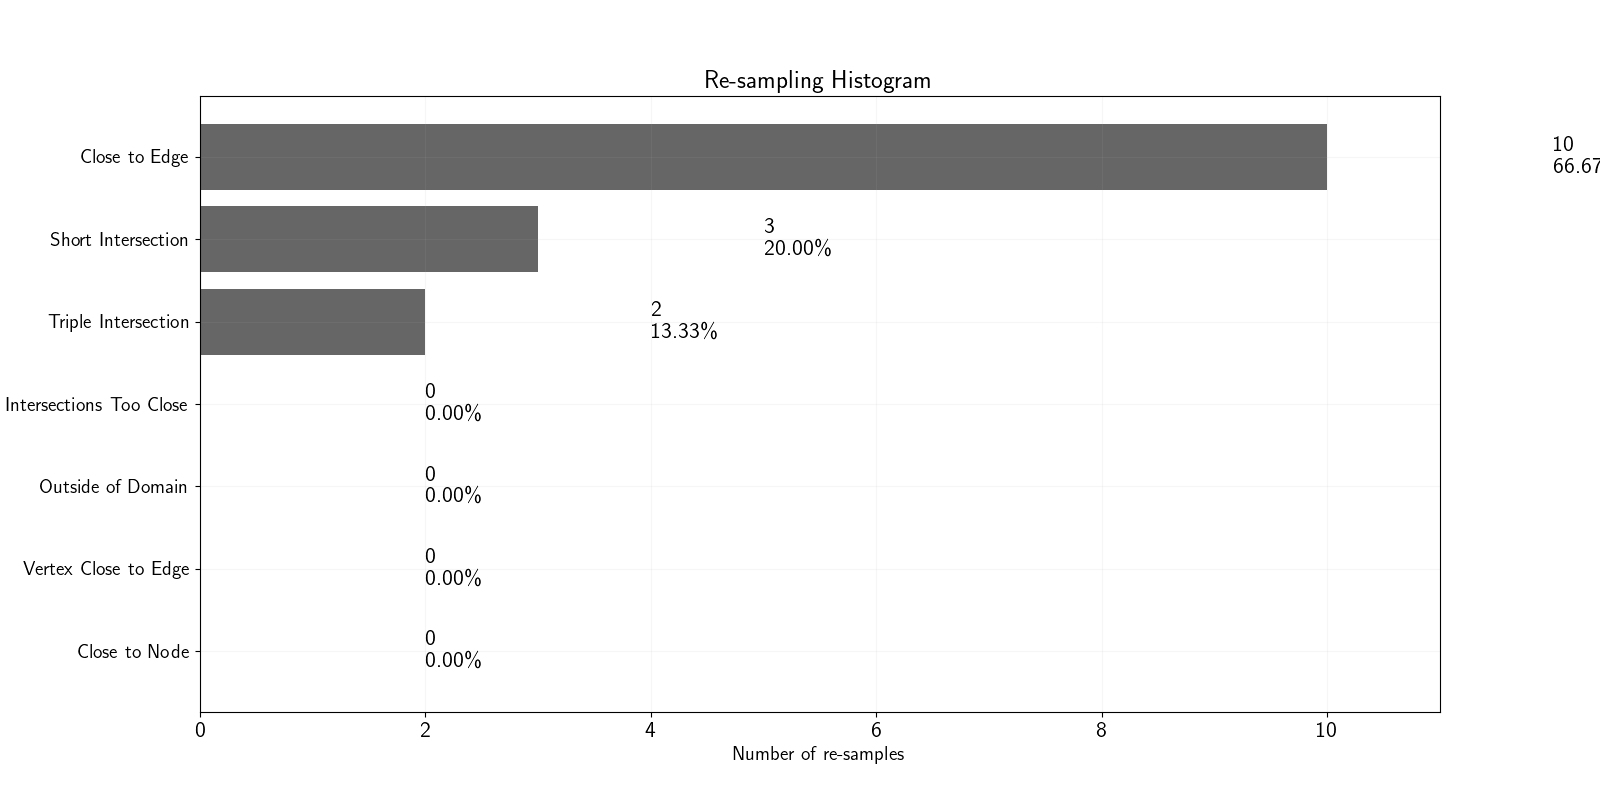 Re-sampling Histogram
Close to Edge
10
66.67
Short Intersection
3
20.00%
Triple Intersection
2
13.33%
Intersections Too Close
0
0.00%
Outside of Domain
0
0.00%
Vertex Close to Edge
0
0.00%
Close to Node
0
0.00%
0 2 4 6 8 10
Number of re-samples